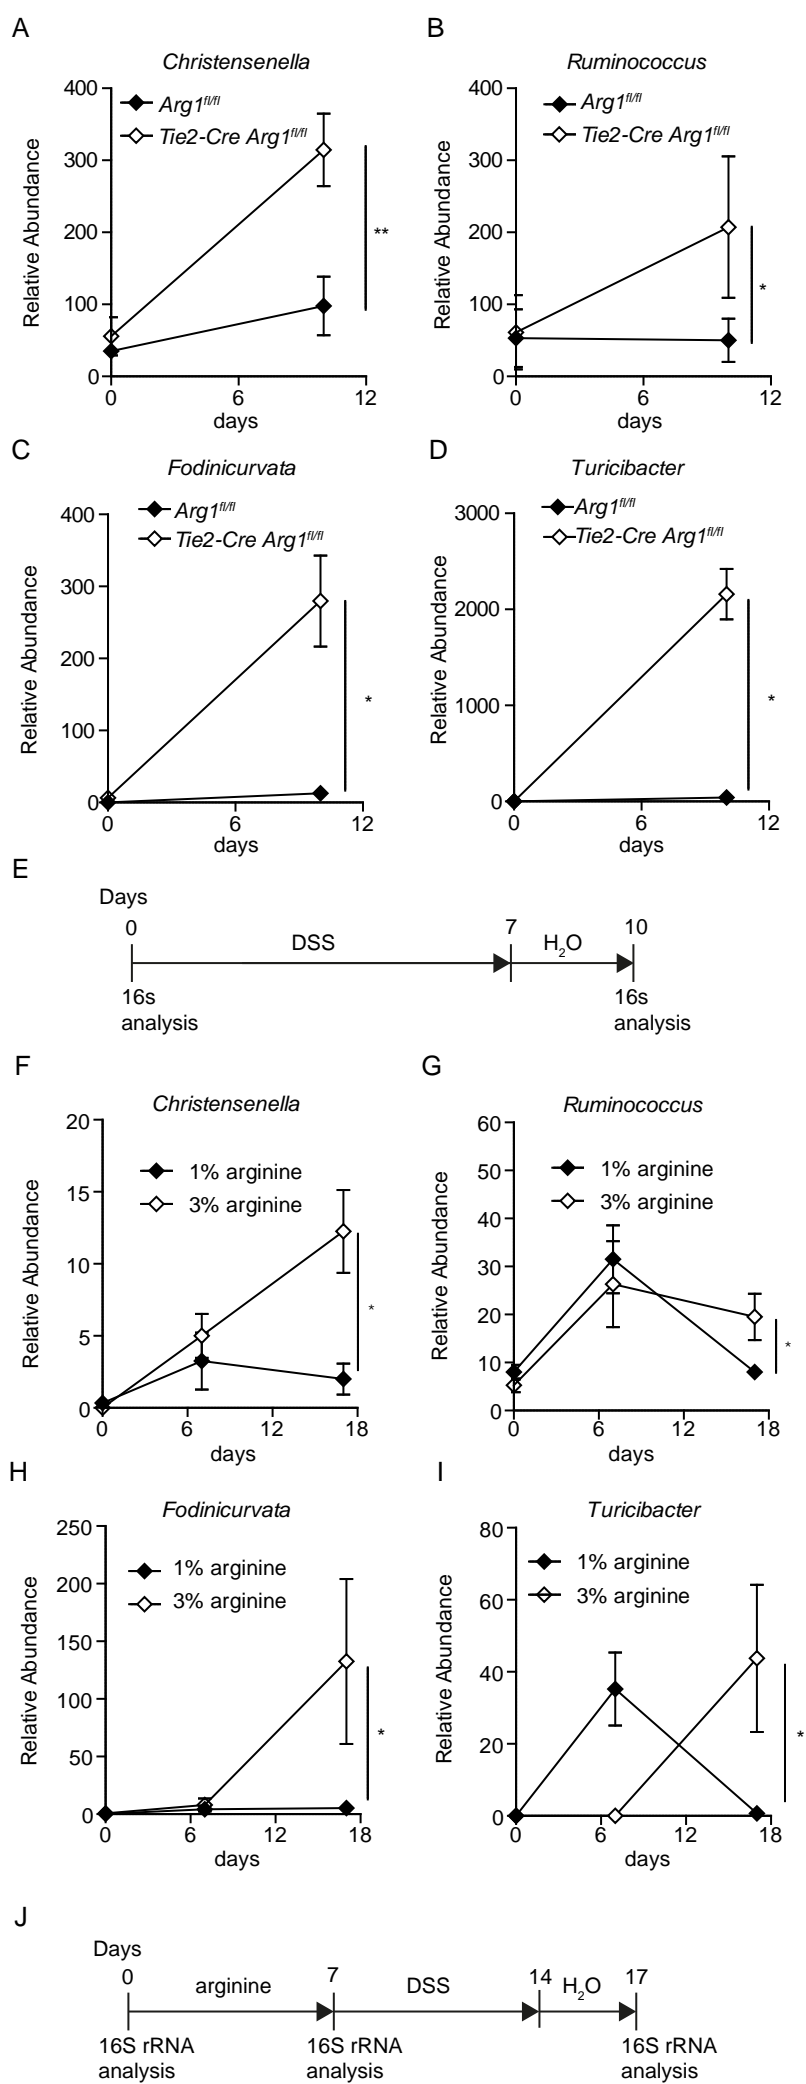 A
Christensenella
400
300
200
100
0
Relative Abundance
Arg1fl/fl
Tie2-Cre Arg1fl/fl
**
0 6 12
days
B
Ruminococcus
400
300
200
100
0
Relative Abundance
Arg1fl/fl
Tie2-Cre Arg1fl/fl
*
0 6 12
days
C
Fodinicurvata
400
300
200
100
0
Relative Abundance
Arg1fl/fl
Tie2-Cre Arg1fl/fl
*
0 6 12
days
D
Turicibacter
3000
2000
1000
0
Relative Abundance
Arg1fl/fl
Tie2-Cre Arg1fl/fl
*
0 6 12
days
E
Days
0 7 10
DSS H2O
16s
analysis
16s
analysis
F
Christensenella
20
15
10
5
0
Relative Abundance
1% arginine
3% arginine
*
0 6 12 18
days
G
Ruminococcus
60
50
40
30
20
10
0
Relative Abundance
1% arginine
3% arginine
*
0 6 12 18
days
H
Fodinicurvata
250
200
150
100
50
0
Relative Abundance
1% arginine
3% arginine
*
0 6 12 18
days
I
Turicibacter
80
60
40
20
0
Relative Abundance
1% arginine
3% arginine
*
0 6 12 18
days
J
Days
0 7 14 17
arginine DSS H2O
16S rRNA
analysis
16S rRNA
analysis
16S rRNA
analysis